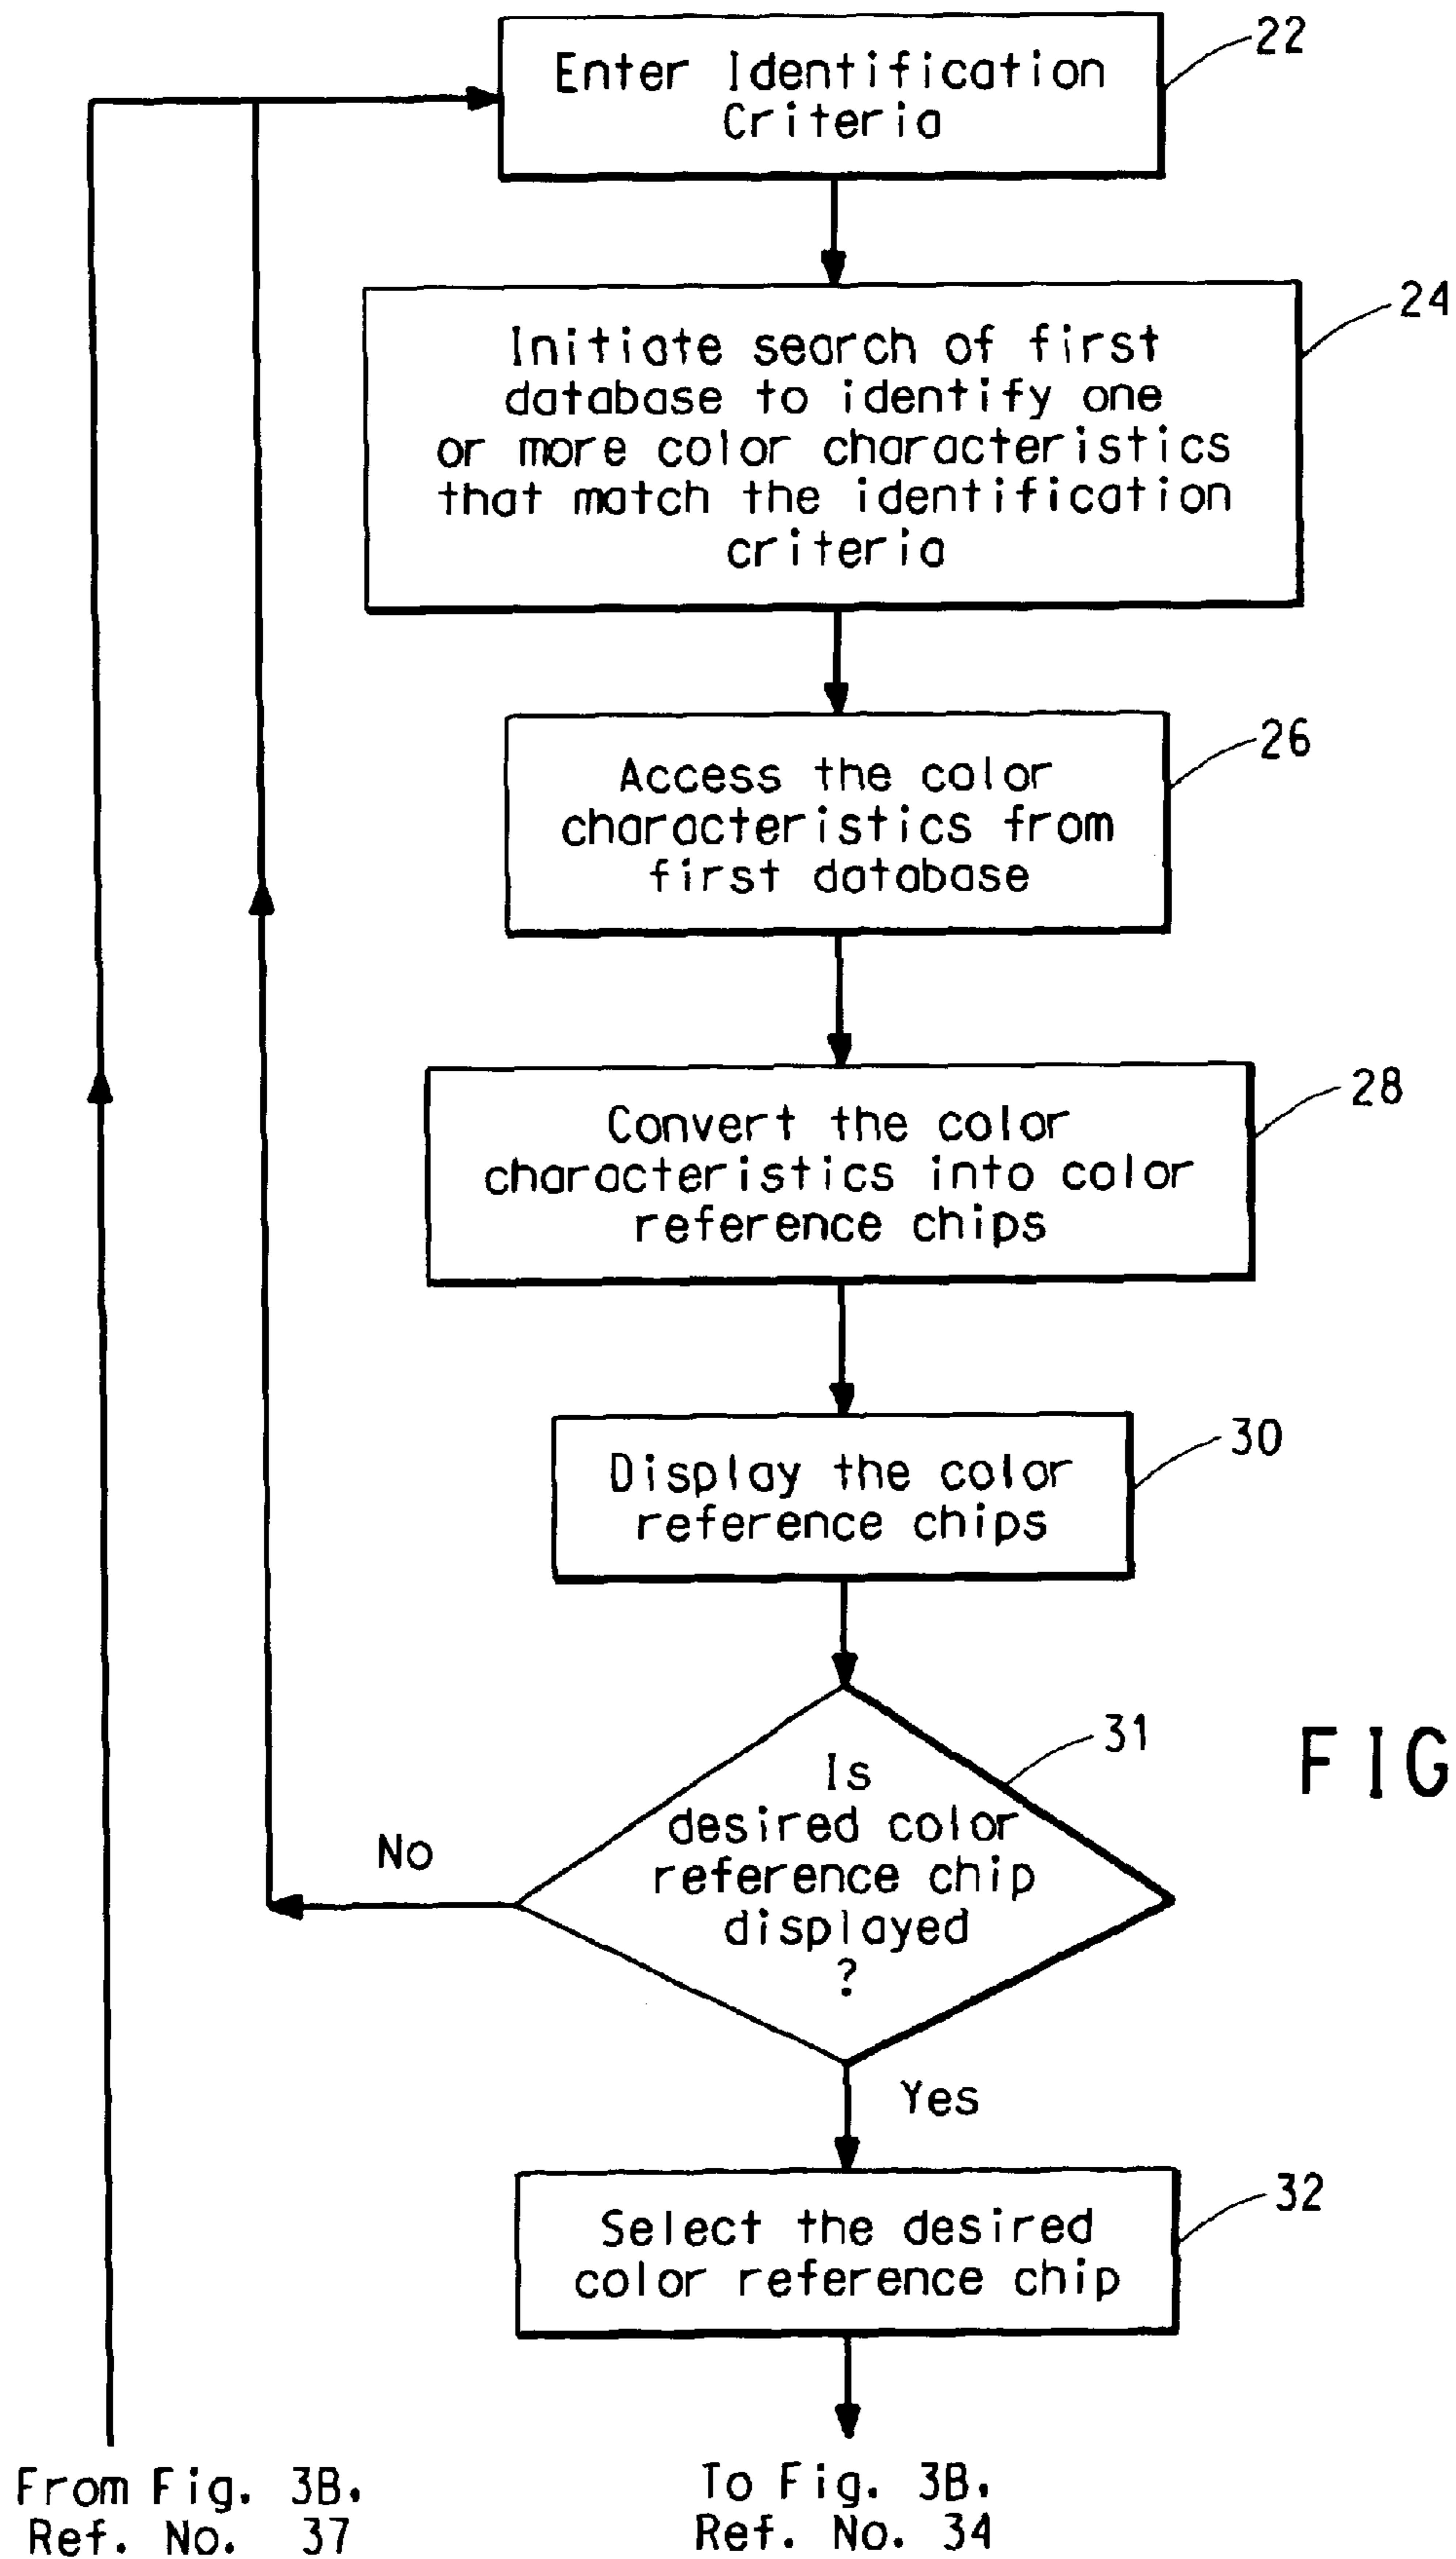 Enter Identification
Criteria
22
Initiate search of first
database to identify one
or more color characteristics
that match the identification
criteria
24
Access the color
characteristics from
first database
26
Convert the color
characteristics into color
reference chips
28
Display the color
reference chips
30
Is
desired color
reference chip
displayed
?
31
No
Yes
FIG
Select the desired
color reference chip
32
From Fig. 3B.
Ref. No. 37
To Fig. 3B.
Ref. No. 34